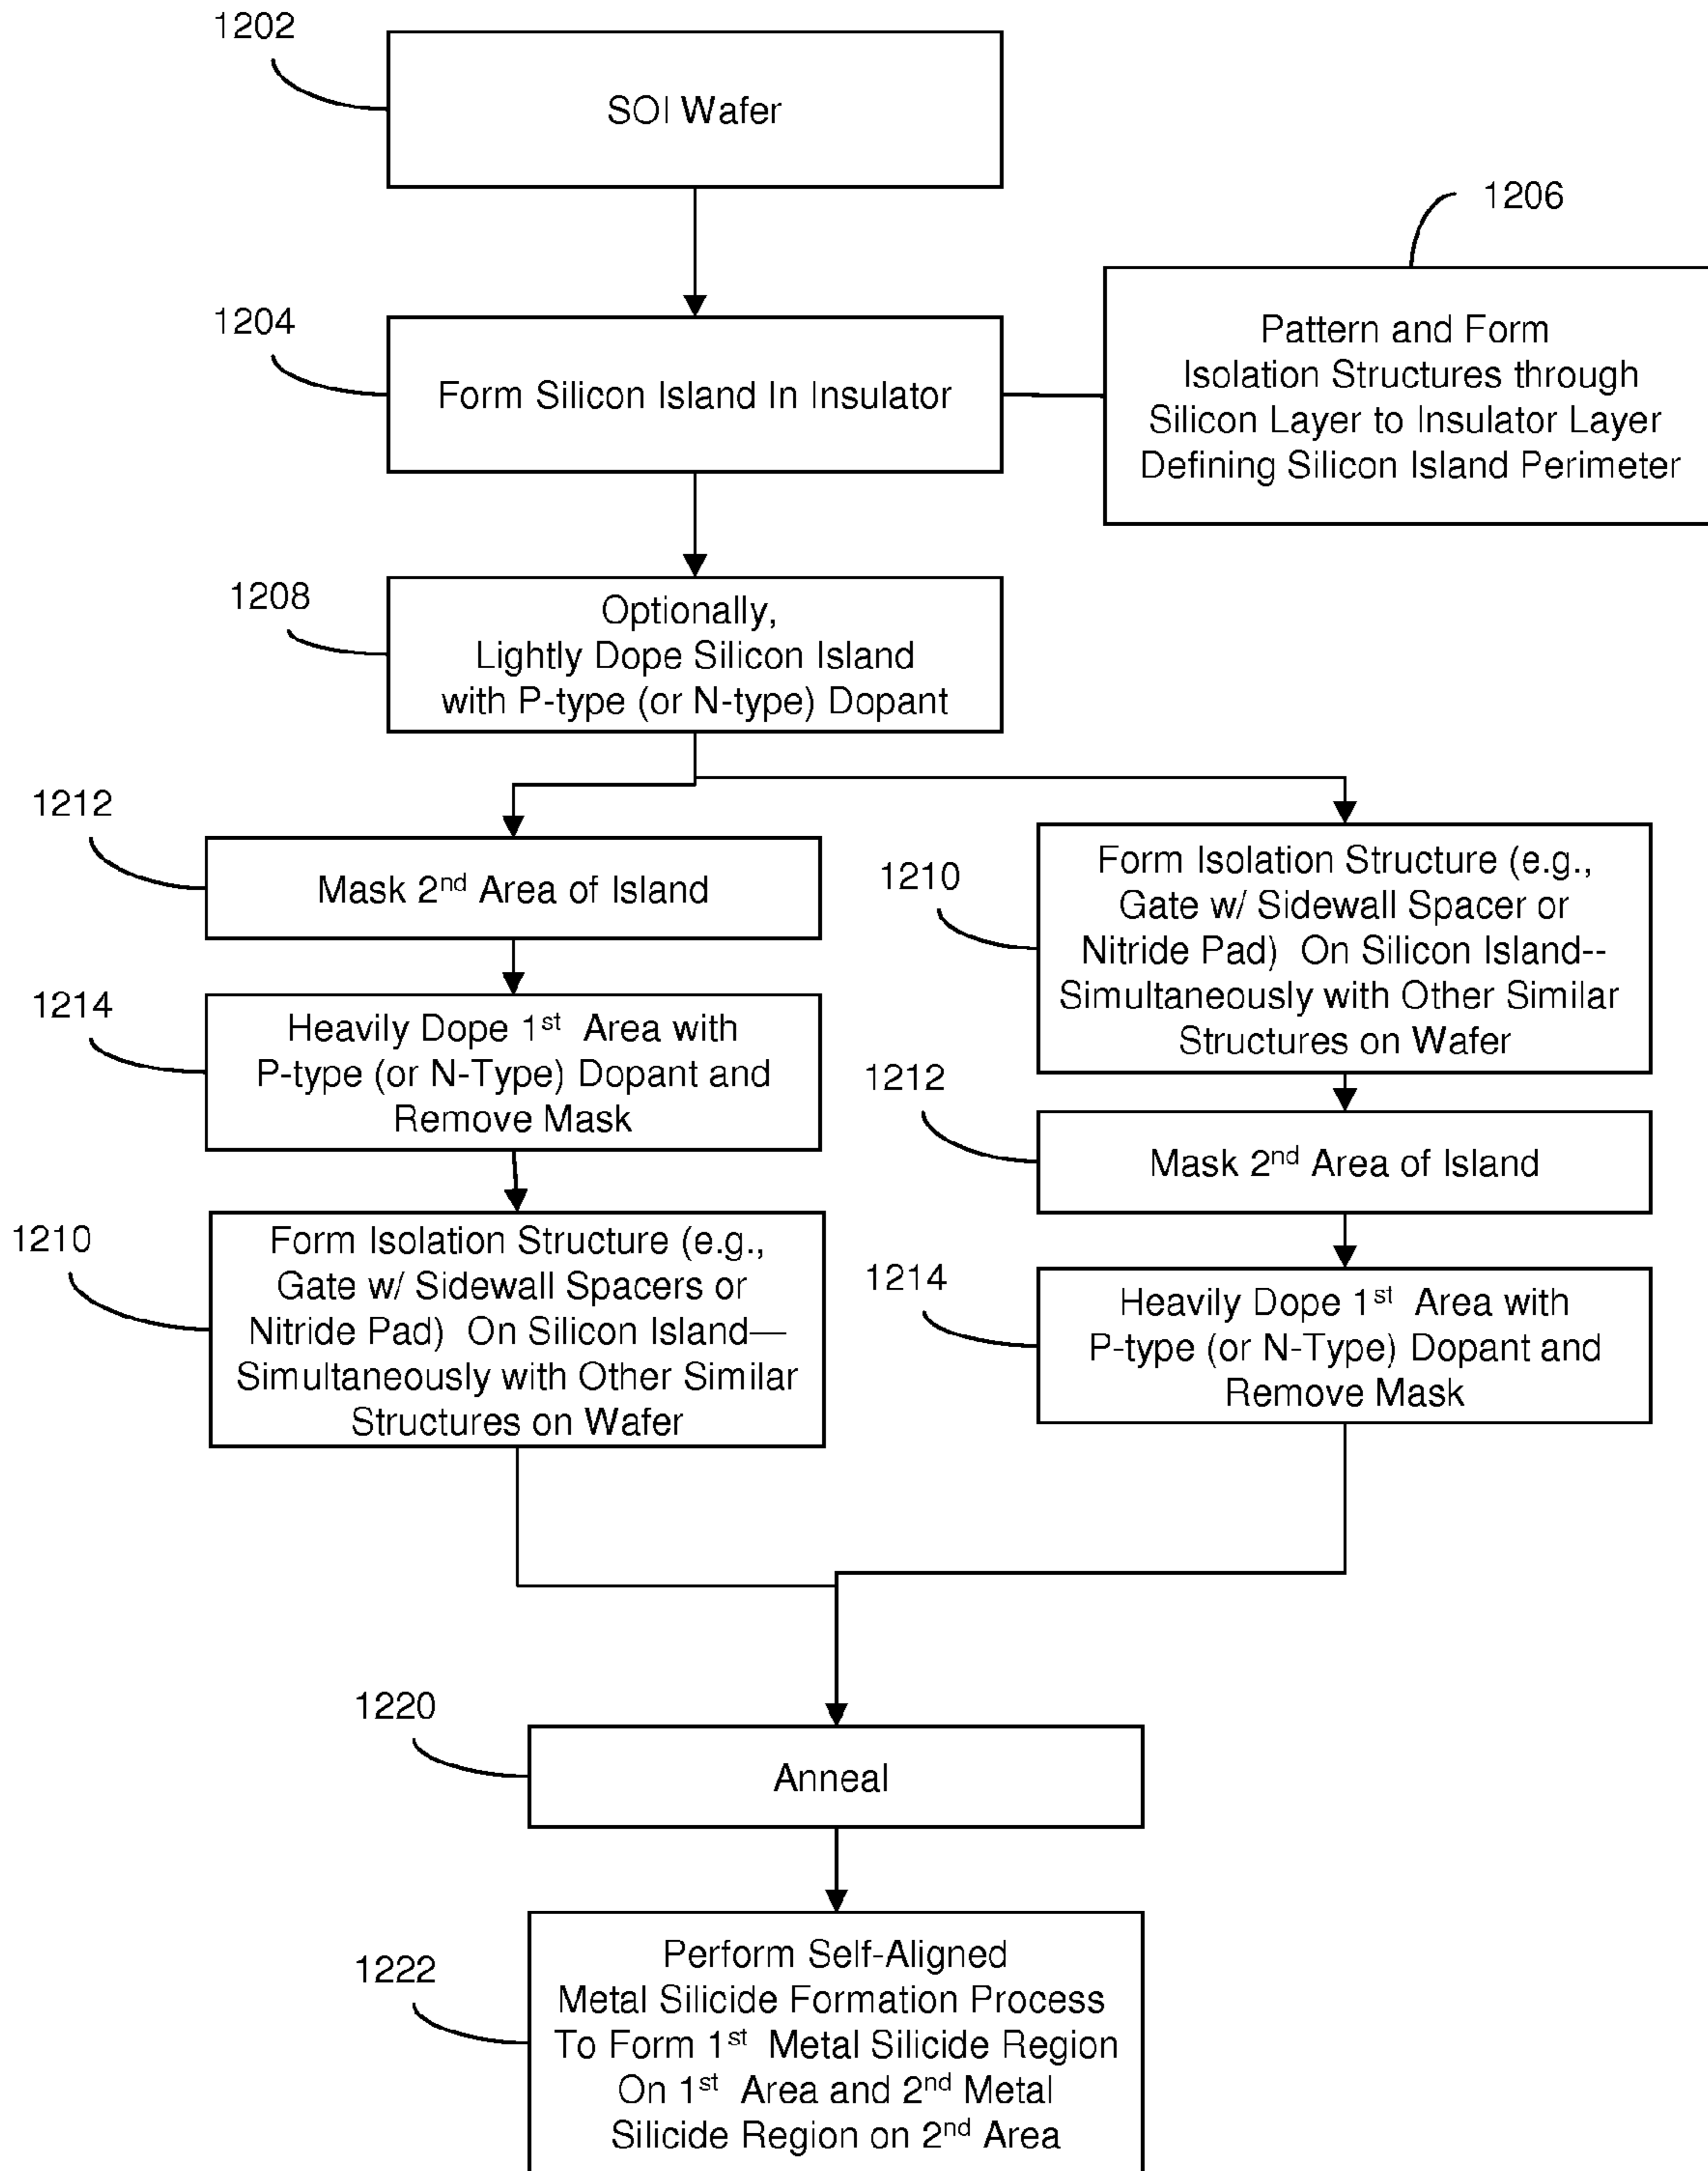 1202
SOI Wafer
1206
Pattern and Form
Isolation Structures through
Silicon Layer to Insulator Layer
Defining Silicon Island Perimeter
1204
Form Silicon Island In Insulator
1208
Optionally,
Lightly Dope Silicon Island
with P-type (or N-type) Dopant
1212
Mask 2nd Area of Island
1214
Heavily Dope 1st Area with
P-type (or N-Type) Dopant and
Remove Mask
1210
Form Isolation Structure (e.g.,
Gate w/ Sidewall Spacers or
Nitride Pad) On Silicon Island—
Simultaneously with Other Similar
Structures on Wafer
1210
Form Isolation Structure (e.g.,
Gate w/ Sidewall Spacer or
Nitride Pad) On Silicon Island--
Simultaneously with Other Similar
Structures on Wafer
1212
Mask 2nd Area of Island
1214
Heavily Dope 1st Area with
P-type (or N-Type) Dopant and
Remove Mask
1220
Anneal
1222
Perform Self-Aligned
Metal Silicide Formation Process
To Form 1st Metal Silicide Region
On 1st Area and 2nd Metal
Silicide Region on 2nd Area